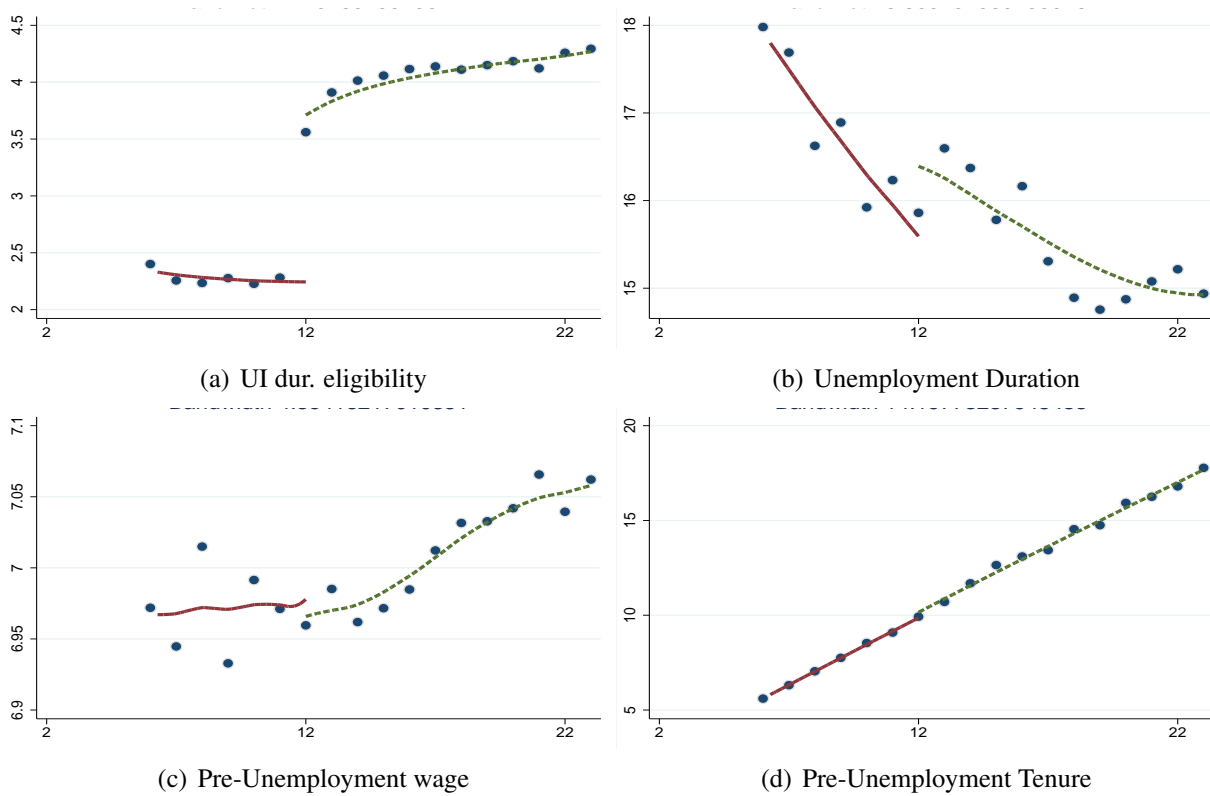 4.5
4
3.5
3
2.5
2
2 12 22
(a) UI dur. eligibility
18
17
16
15
2 12 22
(b) Unemployment Duration
7.1
7.05
7
6.95
6.9
2 12 22
(c) Pre-Unemployment wage
20
15
10
5
2 12 22
(d) Pre-Unemployment Tenure